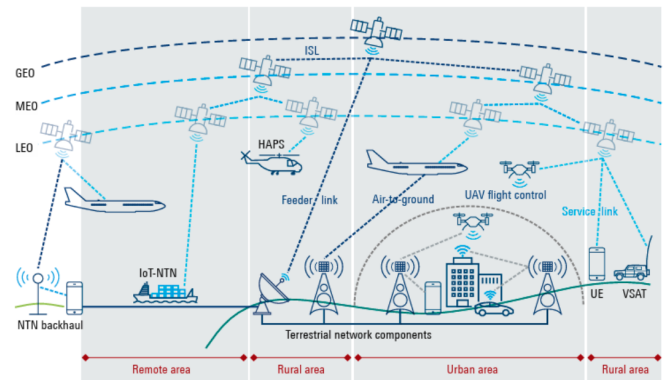 ISL
GEO
MEO
LEO
HAPS
Feeder link
Air-to-ground
UAV flight control
Service link
IoT-NTN
NTN backhaul
UE
VSAT
Terrestrial network components
Remote area
Rural area
Urban area
Rural area